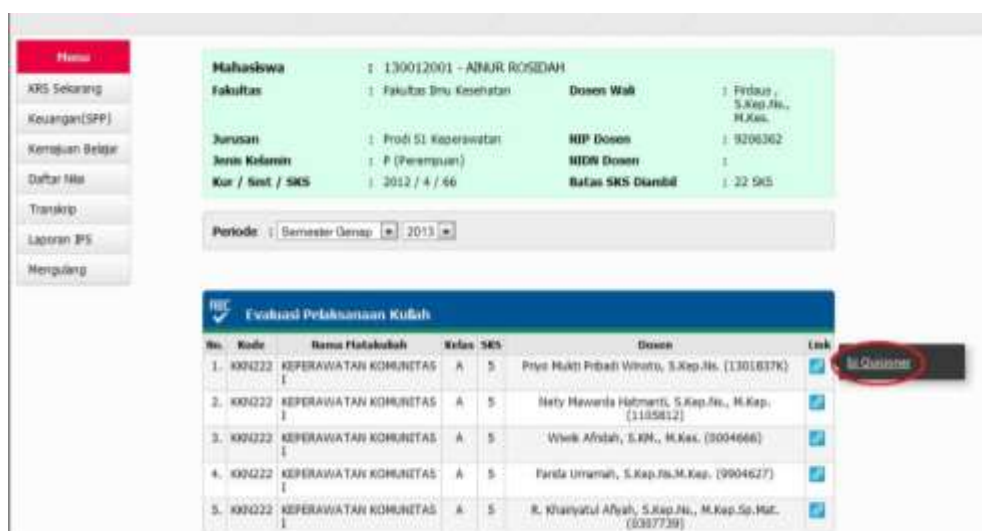 Menu
KRS Sekarang
Keuangan(SPP)
Kemajuan Belajar
Daftar Nilai
Transkrip
Laporan IPS
Mengulang
Mahasiswa : 130012001 - AINUR ROSIDAH
Fakultas : Fakultas Ilmu Kesehatan Dosen Wali : Firdaus ,
S.Kep.Ns.,
M.Kes.
Jurusan : Prodi S1 Keperawatan NIP Dosen : 9206362
Jenis Kelamin : P (Perempuan) NIDN Dosen :
Kur / Smt / SKS : 2012 / 4 / 66 Batas SKS Diambil : 22 SKS
Periode : Semester Genap 2013
Evaluasi Pelaksanaan Kuliah
No. Kode Nama Matakuliah Kelas SKS Dosen Link
1. KKN222 KEPERAWATAN KOMUNITAS A 5 Priyo Mukti Pribadi Winoto, S.Kep.Ns. (1301837K)
I
Isi Quisioner
2. KKN222 KEPERAWATAN KOMUNITAS A 5 Nety Mawarda Hatmanti, S.Kep.Ns., M.Kep.
I (1105812)
3. KKN222 KEPERAWATAN KOMUNITAS A 5 Wiwik Afridah, S.KM., M.Kes. (0004666)
I
4. KKN222 KEPERAWATAN KOMUNITAS A 5 Farida Umamah, S.Kep.Ns.M.Kep. (9904627)
I
5. KKN222 KEPERAWATAN KOMUNITAS A 5 R. Khairiyatul Afiyah, S.Kep.Ns., M.Kep.Sp.Mat.
I (0307739)